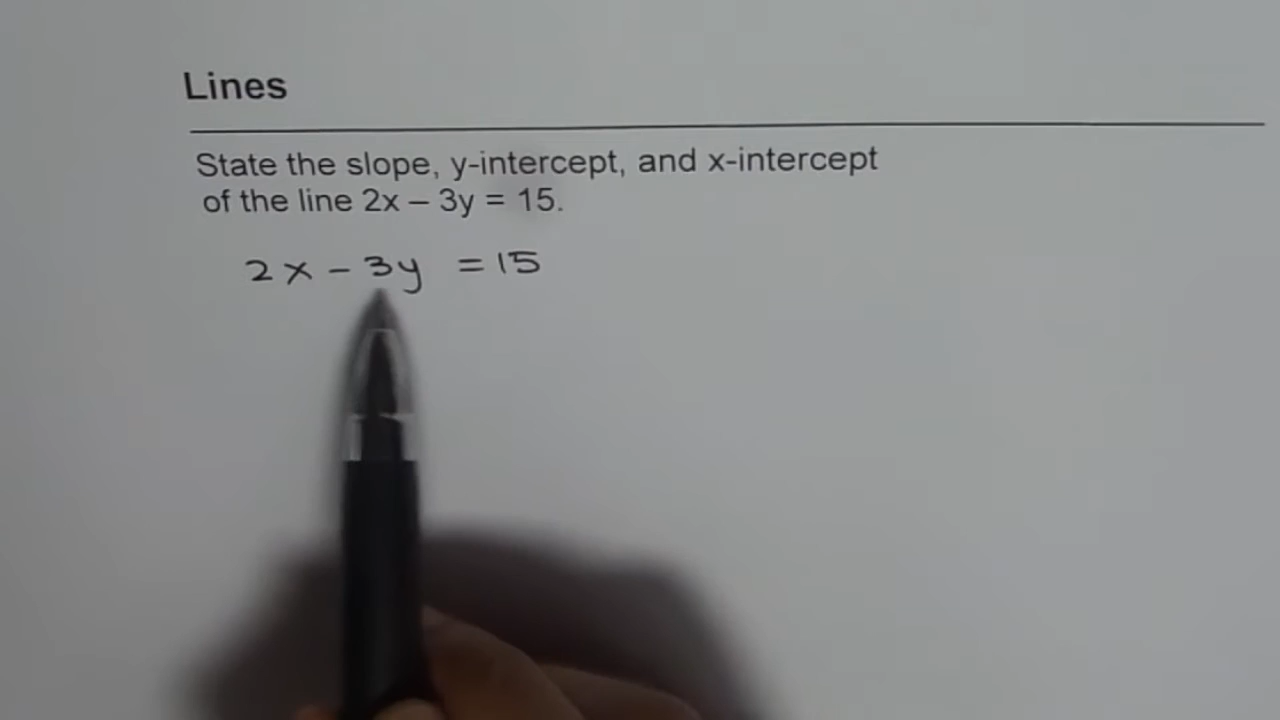 Lines
State the slope, y-intercept, and x-intercept
of the line 2x – 3y = 15.
2x - 3y = 15